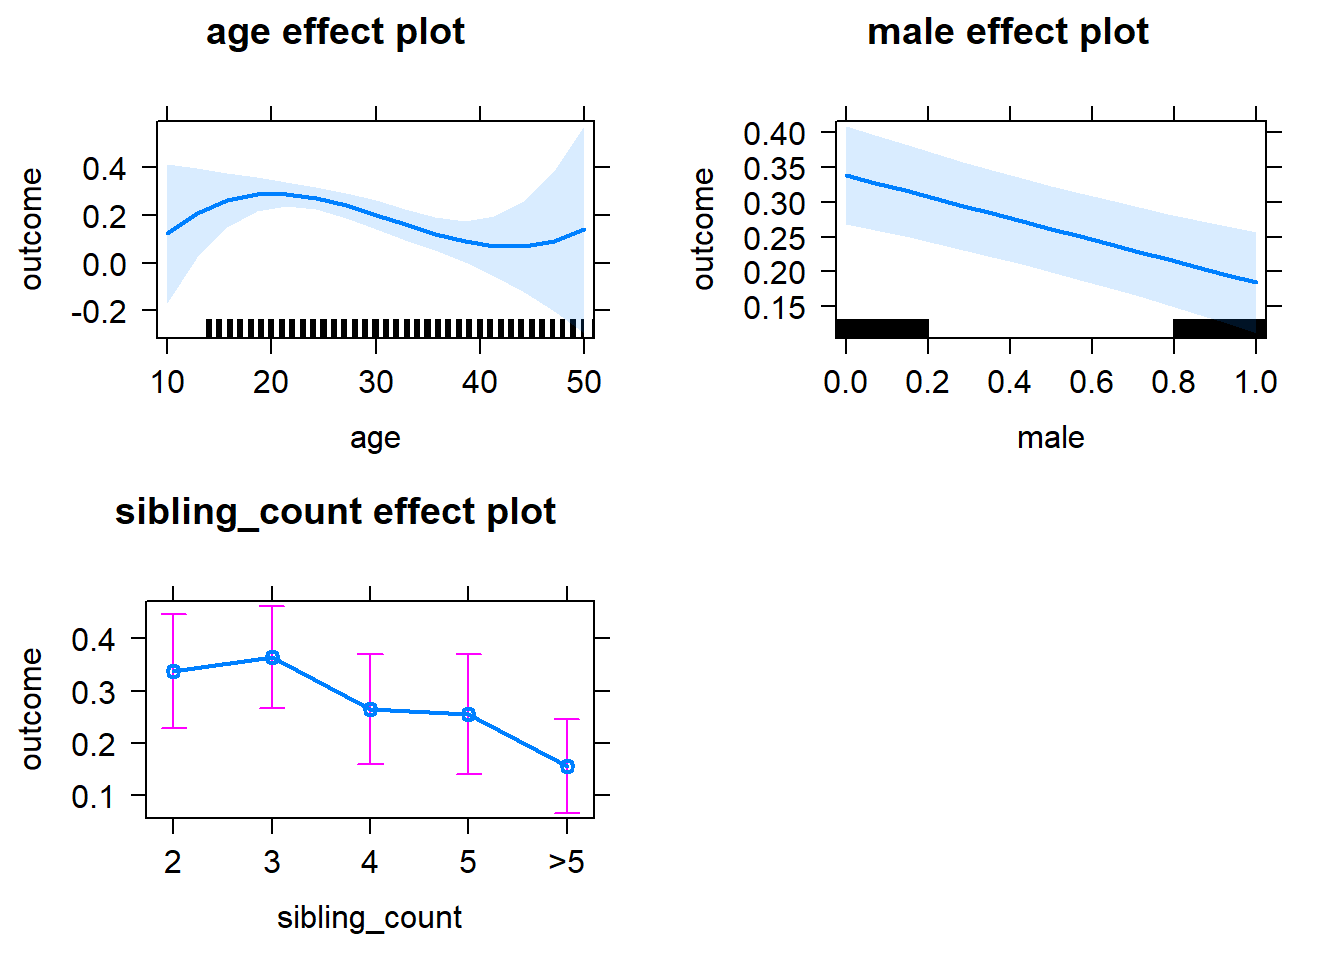 age effect plot
outcome
0.4
0.2
0.0
-0.2
10 20 30 40 50
age
male effect plot
outcome
0.40
0.35
0.30
0.25
0.20
0.15
0.0 0.2 0.4 0.6 0.8 1.0
male
sibling_count effect plot
outcome
0.4
0.3
0.2
0.1
2 3 4 5 >5
sibling_count